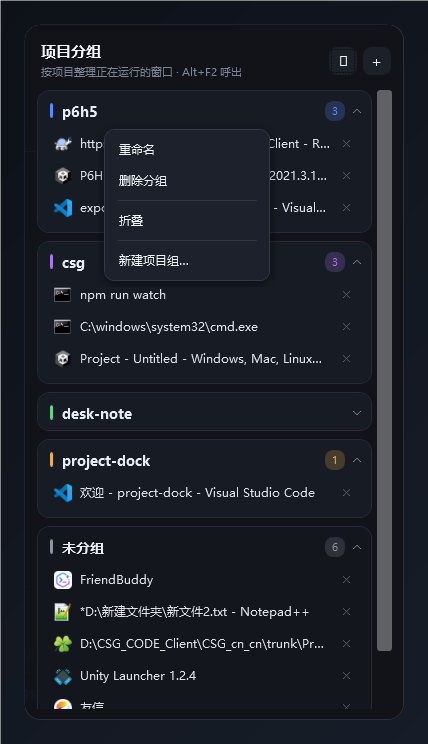 项目分组
按项目整理正在运行的窗口 · Alt+F2 呼出
+
p6h5
3
http
Client - R...
P6H
2021.3.1...
expo
- Visual...
重命名
删除分组
折叠
新建项目组...
csg
3
npm run watch
C:\windows\system32\cmd.exe
Project - Untitled - Windows, Mac, Linux...
desk-note
project-dock
1
欢迎 - project-dock - Visual Studio Code
未分组
6
FriendBuddy
*D:\新建文件夹\新文件2.txt - Notepad++
D:\CSG_CODE_Client\CSG_cn_cn\trunk\Pr...
Unity Launcher 1.2.4
友信